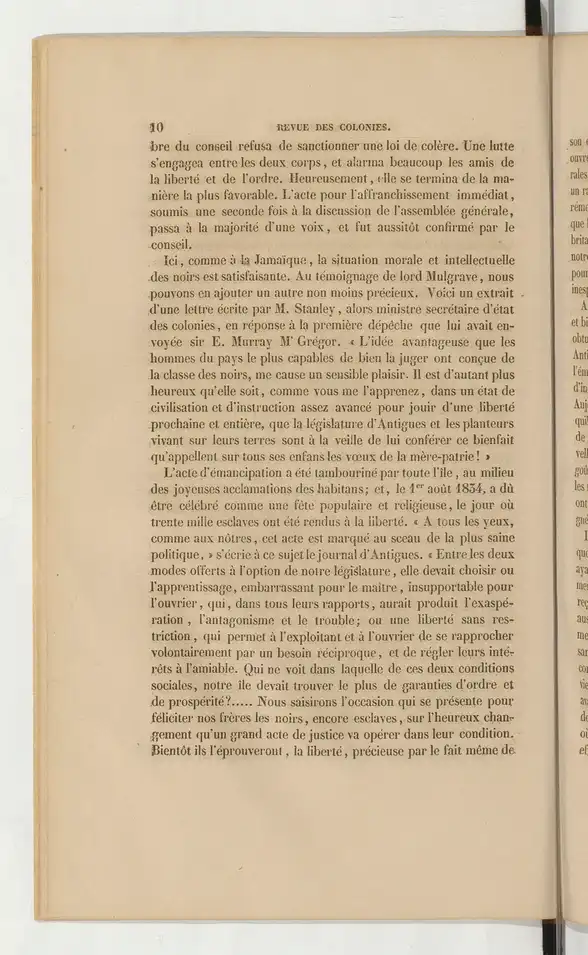 10 REVUE DES COLONIES.
bre du conseil refusa de sanctionner une loi de colère. Une lutte
s'engagea entre les deux corps, et alarma beaucoup les amis de
la liberté et de l'ordre. Heureusement, elle se termina de la ma-
nière la plus favorable. L'acte pour l'affranchissement immédiat,
soumis une seconde fois à la discussion de l'assemblée générale,
passa à la majorité d'une voix, et fut aussitôt confirmé par le
conseil.
Ici, comme à la Jamaïque, la situation morale et intellectuelle
des noirs est satisfaisante. Au témoignage de lord Mulgrave, nous
pouvons en ajouter un autre non moins précieux. Voici un extrait
d'une lettre écrite par M. Stanley, alors ministre secrétaire d'état
des colonies, en réponse à la première dépêche que lui avait en-
voyée sir E. Murray Mc Grégor. « L'idée avantageuse que les
hommes du pays le plus capables de bien la juger ont conçue de
la classe des noirs, me cause un sensible plaisir. Il est d'autant plus
heureux qu'elle soit, comme vous me l'apprenez, dans un état de
civilisation et d'instruction assez avancé pour jouir d'une liberté
prochaine et entière, que la législature d'Antigues et les planteurs
vivant sur leurs terres sont à la veille de lui conférer ce bienfait
qu'appellent sur tous ses enfans les vœux de la mère-patrie! »
L'acte d'émancipation a été tambouriné par toute l'île, au milieu
des joyeuses acclamations des habitans; et, le 1er août 1834, a dû
être célébré comme une fête populaire et religieuse, le jour où
trente mille esclaves ont été rendus à la liberté. « A tous les yeux,
comme aux nôtres, cet acte est marqué au sceau de la plus saine
politique, » s'écrie à ce sujet le journal d'Antigues. « Entre les deux
modes offerts à l'option de notre législature, elle devait choisir ou
l'apprentissage, embarrassant pour le maître, insupportable pour
l'ouvrier, qui, dans tous leurs rapports, aurait produit l'exaspé-
ration, l'antagonisme et le trouble; ou une liberté sans res-
triction, qui permet à l'exploitant et à l'ouvrier de se rapprocher
volontairement par un besoin réciproque, et de régler leurs inté-
rêts à l'amiable. Qui ne voit dans laquelle de ces deux conditions
sociales, notre île devait trouver le plus de garanties d'ordre et
de prospérité?..... Nous saisirons l'occasion qui se présente pour
féliciter nos frères les noirs, encore esclaves, sur l'heureux chan-
gement qu'un grand acte de justice va opérer dans leur condition.
Bientôt ils l'éprouveront, la liberté, précieuse par le fait même de